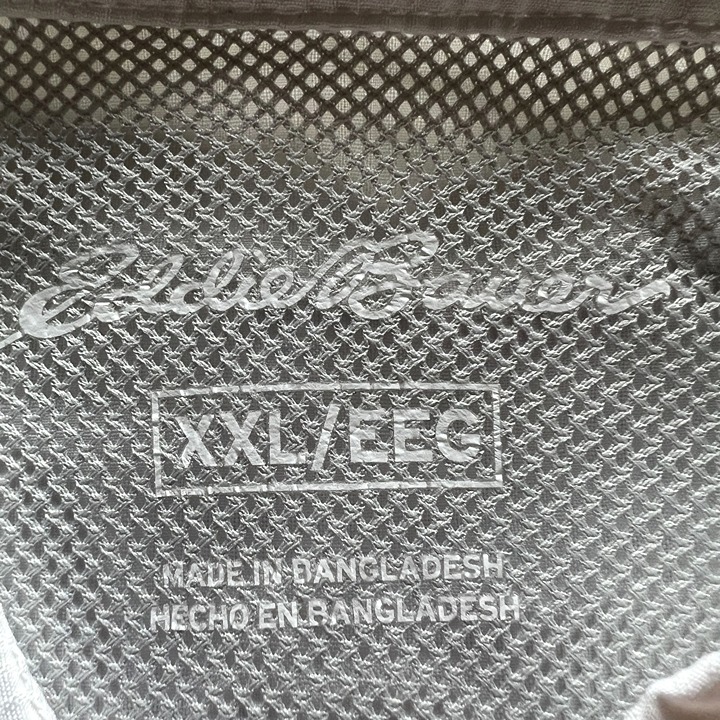 Eddie Bauer
XXL/EEG
MADE IN BANGLADESH
HECHO EN BANGLADESH